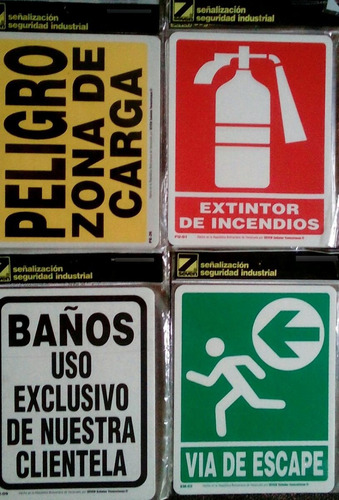 señalización
seguridad industrial
PELIGRO
ZONA DE
CARGA
señalización
seguridad industrial
EXTINTOR
DE INCENDIOS
señalización
seguridad industrial
BAÑOS
USO
EXCLUSIVO
DE NUESTRA
CLIENTELA
señalización
seguridad industrial
VIA DE ESCAPE